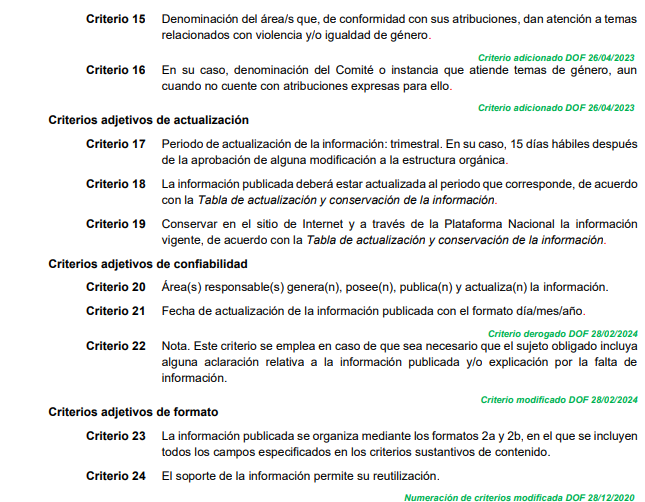 Criterio 15 Denominación del área/s que, de conformidad con sus atribuciones, dan atención a temas
relacionados con violencia y/o igualdad de género.
Criterio adicionado DOF 26/04/2023
Criterio 16 En su caso, denominación del Comité o instancia que atiende temas de género, aun
cuando no cuente con atribuciones expresas para ello.
Criterio adicionado DOF 26/04/2023
Criterios adjetivos de actualización
Criterio 17 Periodo de actualización de la información: trimestral. En su caso, 15 días hábiles después
de la aprobación de alguna modificación a la estructura orgánica.
Criterio 18 La información publicada deberá estar actualizada al periodo que corresponde, de acuerdo
con la Tabla de actualización y conservación de la información.
Criterio 19 Conservar en el sitio de Internet y a través de la Plataforma Nacional la información
vigente, de acuerdo con la Tabla de actualización y conservación de la información.
Criterios adjetivos de confiabilidad
Criterio 20 Área(s) responsable(s) genera(n), posee(n), publica(n) y actualiza(n) la información.
Criterio 21 Fecha de actualización de la información publicada con el formato día/mes/año.
Criterio derogado DOF 28/02/2024
Criterio 22 Nota. Este criterio se emplea en caso de que sea necesario que el sujeto obligado incluya
alguna aclaración relativa a la información publicada y/o explicación por la falta de
información.
Criterio modificado DOF 28/02/2024
Criterios adjetivos de formato
Criterio 23 La información publicada se organiza mediante los formatos 2a y 2b, en el que se incluyen
todos los campos especificados en los criterios sustantivos de contenido.
Criterio 24 El soporte de la información permite su reutilización.
Numeración de criterios modificada DOF 28/12/2020